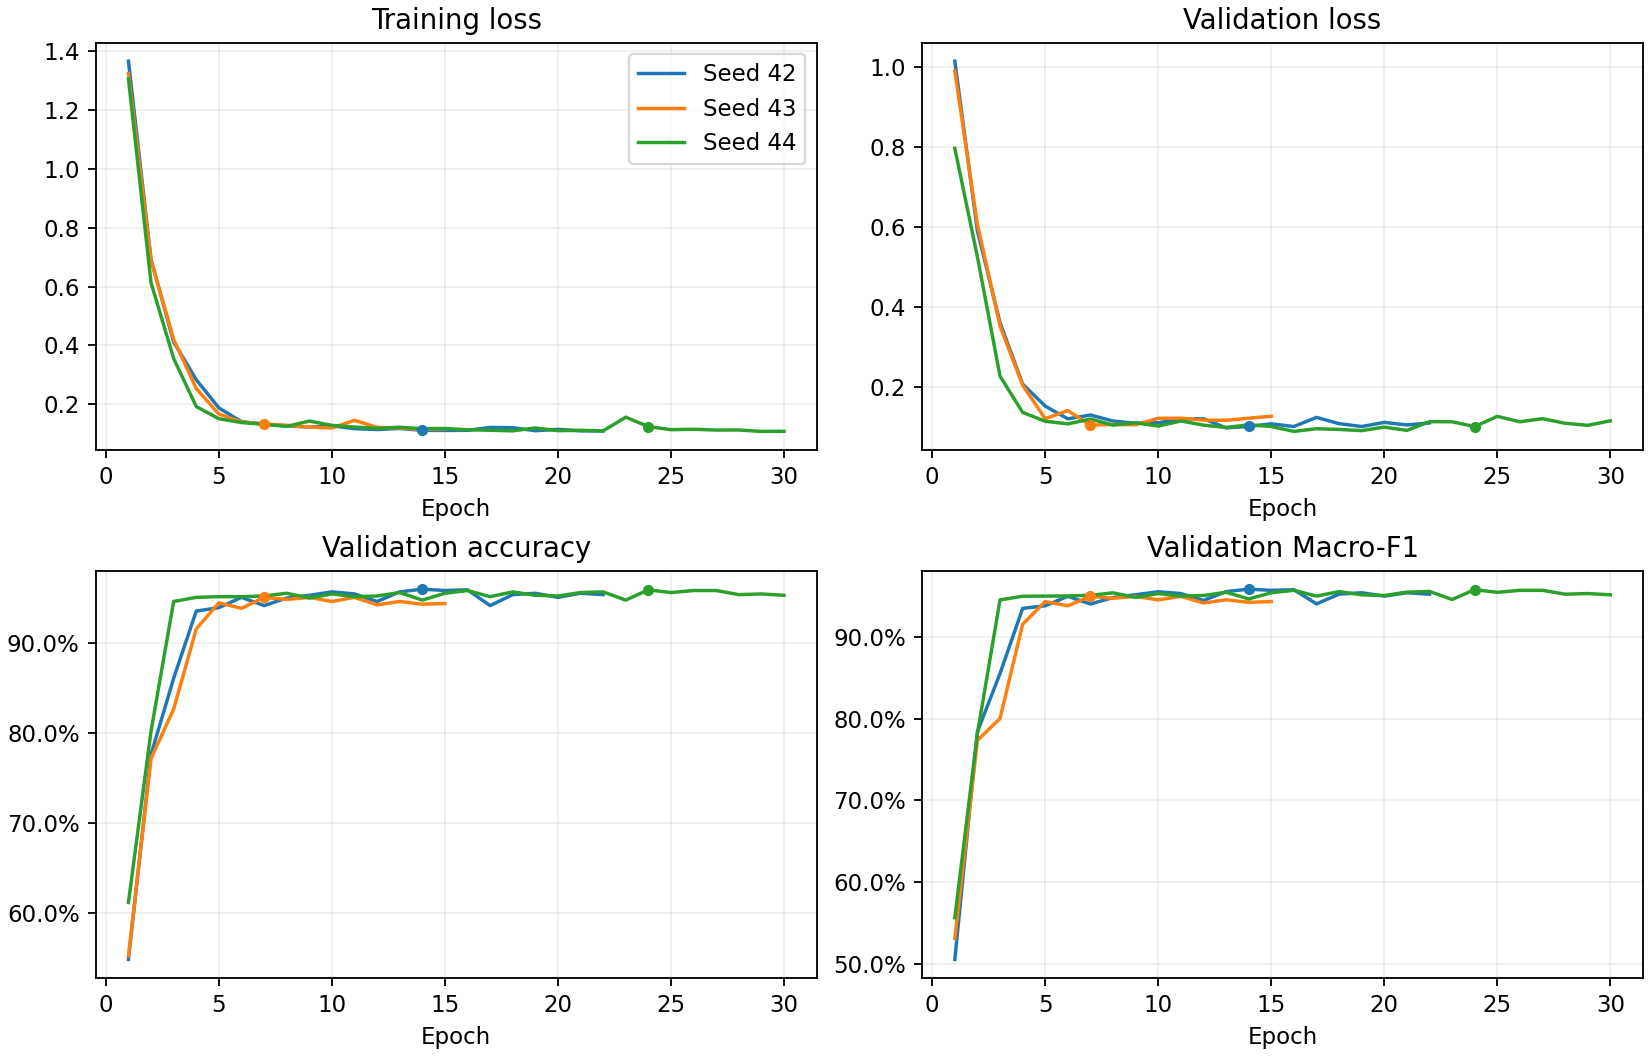 Training loss
1.4
1.2
1.0
0.8
0.6
0.4
0.2
Seed 42
Seed 43
Seed 44
0 5 10 15 20 25 30
Epoch
Validation loss
1.0
0.8
0.6
0.4
0.2
0 5 10 15 20 25 30
Epoch
Validation accuracy
90.0%
80.0%
70.0%
60.0%
0 5 10 15 20 25 30
Epoch
Validation Macro-F1
90.0%
80.0%
70.0%
60.0%
50.0%
0 5 10 15 20 25 30
Epoch